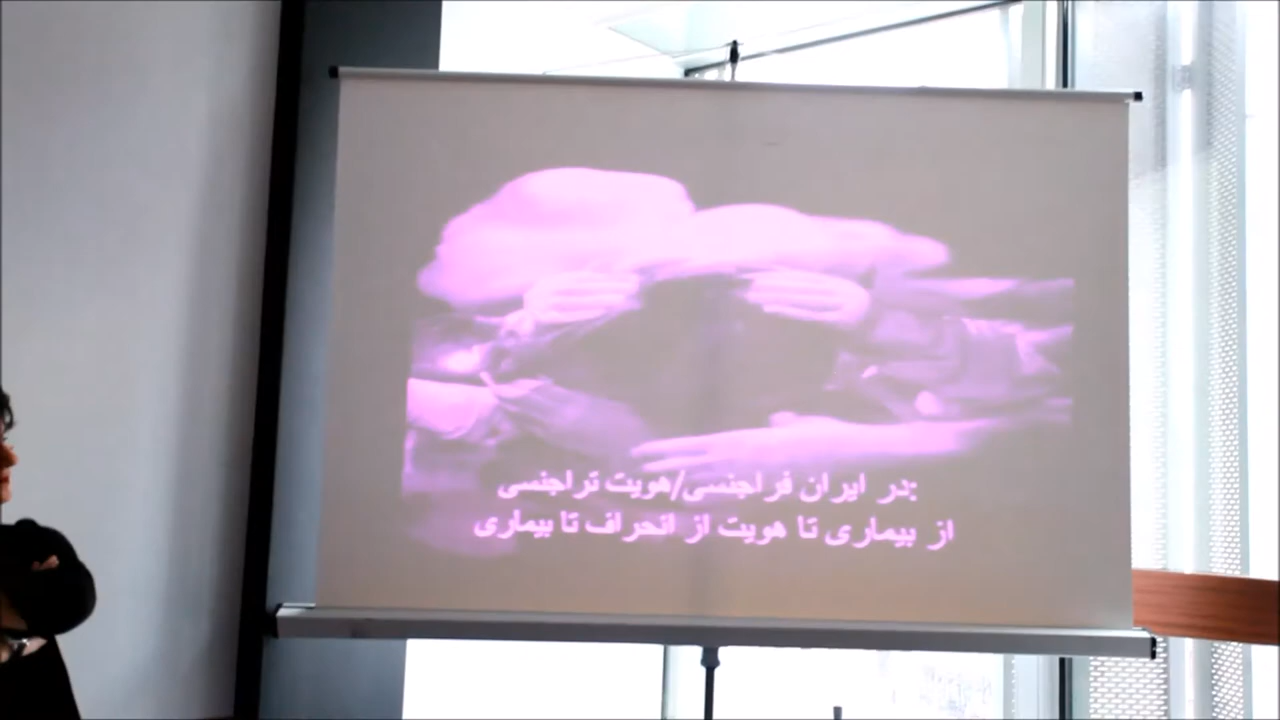 :در ایران فراجنسی/هویت تراجنسی
از بیماری تا هویت از انحراف تا بیماری